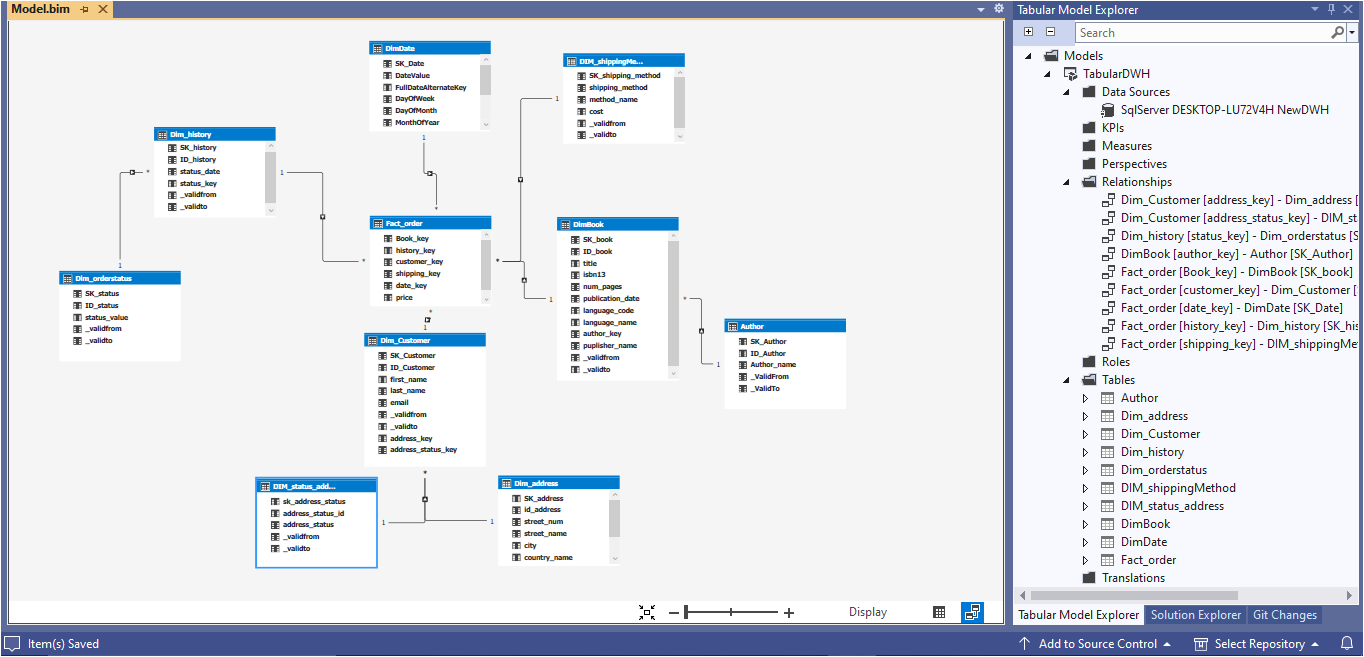 Model.bim
DimDate
SK_Date
DateValue
FullDateAlternateKey
DayOfWeek
DayOfMonth
MonthOfYear
1
*
DIM_shippingMe...
SK_shipping_method
shipping_method
method_name
cost
_validfrom
_validto
1
Dim_history
SK_history
ID_history
status_date
status_key
_validfrom
_validto
*
1
Fact_order
Book_key
history_key
customer_key
shipping_key
date_key
price
*
*
*
DimBook
SK_book
ID_book
title
isbn13
num_pages
publication_date
language_code
language_name
author_key
puplisher_name
_validfrom
_validto
1
*
Dim_orderstatus
SK_status
ID_status
status_value
_validfrom
_validto
1
Author
SK_Author
ID_Author
Author_name
_ValidFrom
_ValidTo
1
1
Dim_Customer
SK_Customer
ID_Customer
first_name
last_name
email
_validfrom
_validto
address_key
address_status_key
*
DIM_status_add...
sk_address_status
address_status_id
address_status
_validfrom
_validto
1
1
Dim_address
SK_address
id_address
street_num
street_name
city
country_name
Display
Tabular Model Explorer
Search
Models
TabularDWH
Data Sources
SqlServer DESKTOP-LU72V4H NewDWH
KPIs
Measures
Perspectives
Relationships
Dim_Customer [address_key] - Dim_address [
Dim_Customer [address_status_key] - DIM_st
Dim_history [status_key] - Dim_orderstatus [S
DimBook [author_key] - Author [SK_Author]
Fact_order [Book_key] - DimBook [SK_book]
Fact_order [customer_key] - Dim_Customer [
Fact_order [date_key] - DimDate [SK_Date]
Fact_order [history_key] - Dim_history [SK_his
Fact_order [shipping_key] - DIM_shippingMe
Roles
Tables
Author
Dim_address
Dim_Customer
Dim_history
Dim_orderstatus
DIM_shippingMethod
DIM_status_address
DimBook
DimDate
Fact_order
Translations
Tabular Model Explorer Solution Explorer Git Changes
Item(s) Saved
Add to Source Control Select Repository